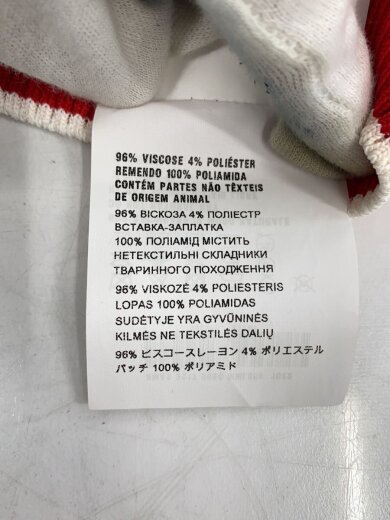 96% VISCOSE 4% POLIÉSTER
REMENDO 100% POLIAMIDA
CONTÉM PARTES NÃO TÊXTEIS
DE ORIGEM ANIMAL
96% ВІСКОЗА 4% ПОЛІЕСТР
ВСТАВКА-ЗАПЛАТКА
100% ПОЛІАМІД МІСТИТЬ
НЕТЕКСТИЛЬНІ СКЛАДНИКИ
ТВАРИННОГО ПОХОДЖЕННЯ
96% VISKOZĖ 4% POLIESTERIS
LOPAS 100% POLIAMIDAS
SUDĖTYJE YRA GYVŪNINĖS
KILMĖS NE TEKSTILĖS DALIŲ
96% ビスコースレーヨン 4% ポリエステル
パッチ 100% ポリアミド